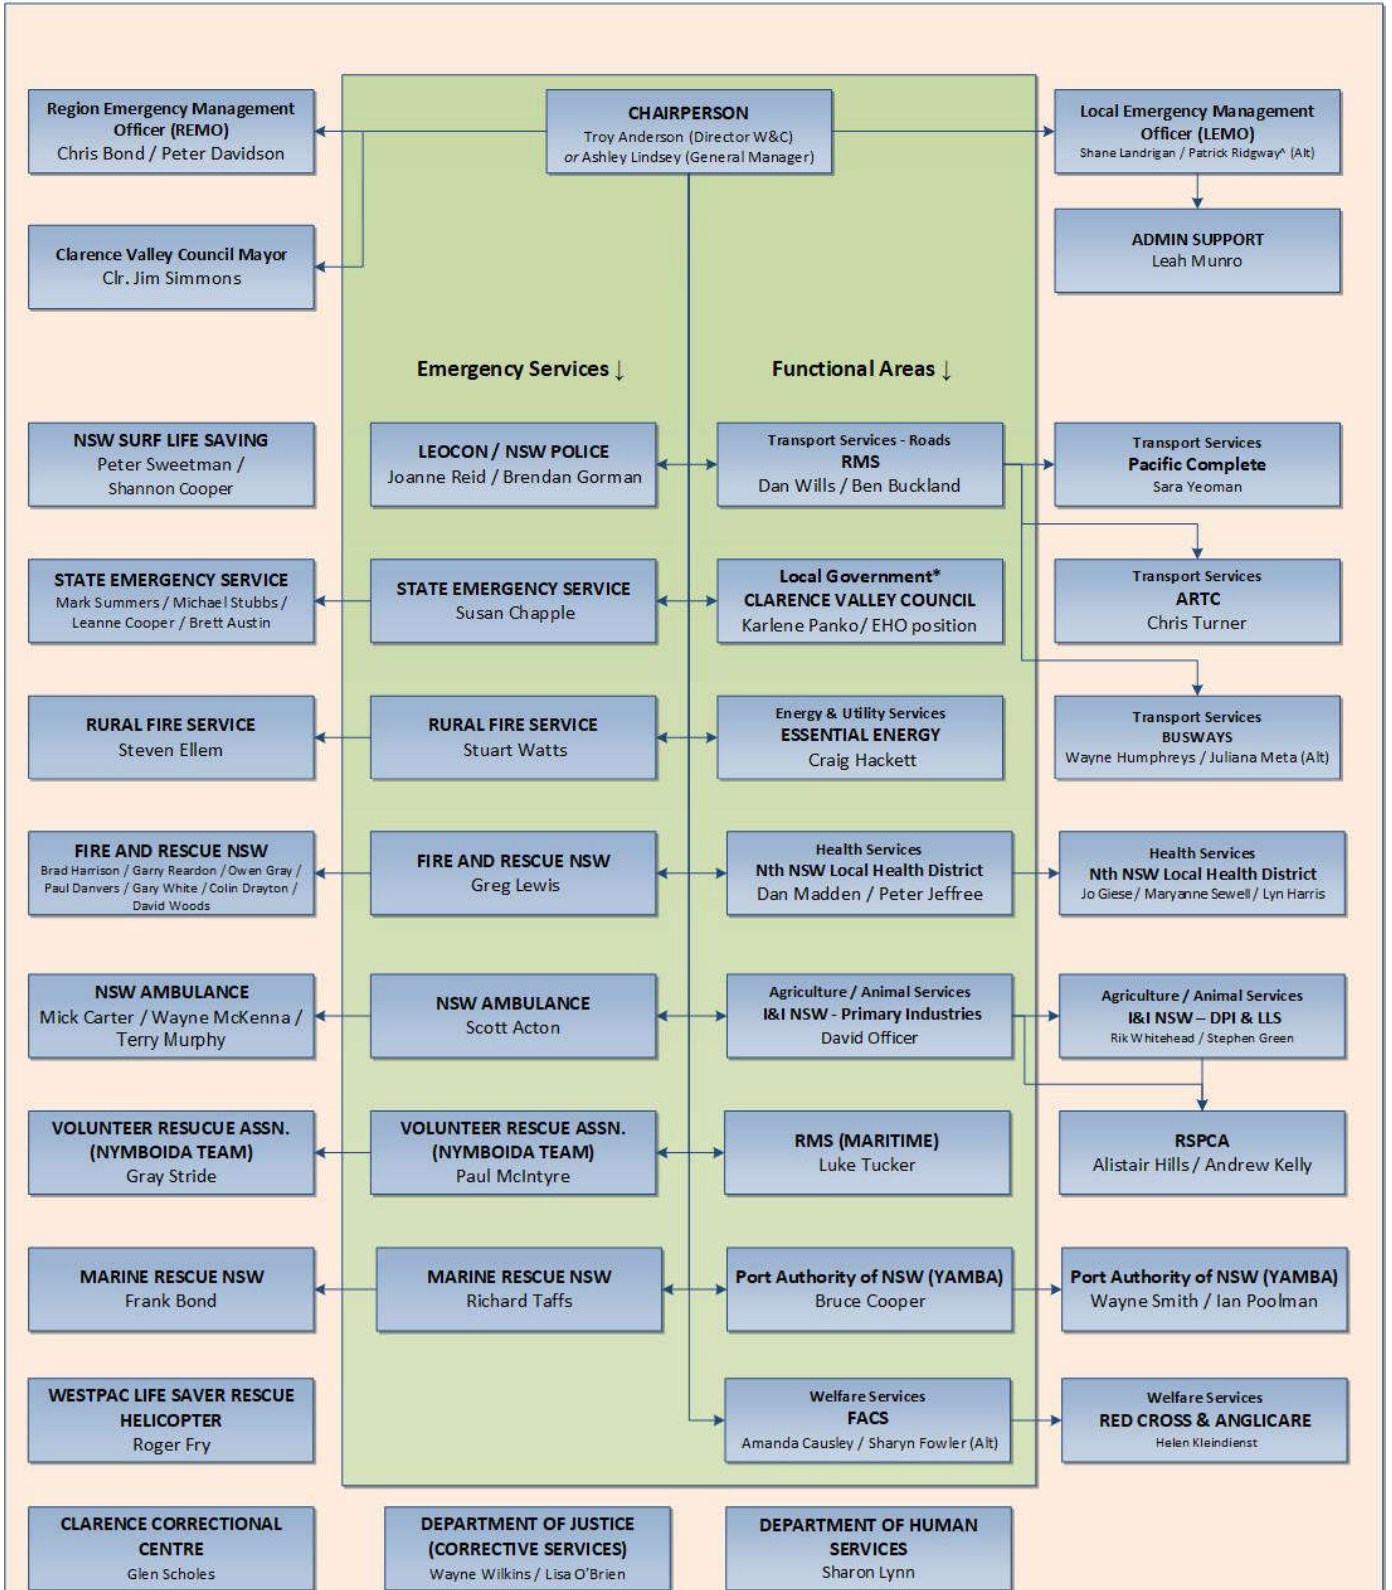 Region Emergency Management
Officer (REMO)
Chris Bond / Peter Davidson
CHAIRPERSON
Troy Anderson (Director W&C)
or Ashley Lindsey (General Manager)
Local Emergency Management
Officer (LEMO)
Shane Landrigan / Patrick Ridgway^ (Alt)
Clarence Valley Council Mayor
Clr. Jim Simmons
ADMIN SUPPORT
Leah Munro
Emergency Services ↓
Functional Areas ↓
NSW SURF LIFE SAVING
Peter Sweetman /
Shannon Cooper
LEOCON / NSW POLICE
Joanne Reid / Brendan Gorman
Transport Services - Roads
RMS
Dan Wills / Ben Buckland
Transport Services
Pacific Complete
Sara Yeoman
STATE EMERGENCY SERVICE
Mark Summers / Michael Stubbs /
Leanne Cooper / Brett Austin
STATE EMERGENCY SERVICE
Susan Chapple
Local Government*
CLARENCE VALLEY COUNCIL
Karlene Panko/ EHO position
Transport Services
ARTC
Chris Turner
RURAL FIRE SERVICE
Steven Ellem
RURAL FIRE SERVICE
Stuart Watts
Energy & Utility Services
ESSENTIAL ENERGY
Craig Hackett
Transport Services
BUSWAYS
Wayne Humphreys / Juliana Meta (Alt)
FIRE AND RESCUE NSW
Brad Harrison / Garry Reardon / Owen Gray /
Paul Danvers / Gary White / Colin Drayton /
David Woods
FIRE AND RESCUE NSW
Greg Lewis
Health Services
Nth NSW Local Health District
Dan Madden / Peter Jeffree
Health Services
Nth NSW Local Health District
Jo Giese / Maryanne Sewell / Lyn Harris
NSW AMBULANCE
Mick Carter / Wayne McKenna /
Terry Murphy
NSW AMBULANCE
Scott Acton
Agriculture / Animal Services
I&I NSW - Primary Industries
David Officer
Agriculture / Animal Services
I&I NSW – DPI & LLS
Rik Whitehead / Stephen Green
VOLUNTEER RESUCUE ASSN.
(NYMBOIDA TEAM)
Gray Stride
VOLUNTEER RESCUE ASSN.
(NYMBOIDA TEAM)
Paul McIntyre
RMS (MARITIME)
Luke Tucker
RSPCA
Alistair Hills / Andrew Kelly
MARINE RESCUE NSW
Frank Bond
MARINE RESCUE NSW
Richard Taffs
Port Authority of NSW (YAMBA)
Bruce Cooper
Port Authority of NSW (YAMBA)
Wayne Smith / Ian Poolman
WESTPAC LIFE SAVER RESCUE
HELICOPTER
Roger Fry
Welfare Services
FACS
Amanda Causley / Sharyn Fowler (Alt)
Welfare Services
RED CROSS & ANGLICARE
Helen Kleindienst
CLARENCE CORRECTIONAL
CENTRE
Glen Scholes
DEPARTMENT OF JUSTICE
(CORRECTIVE SERVICES)
Wayne Wilkins / Lisa O'Brien
DEPARTMENT OF HUMAN
SERVICES
Sharon Lynn